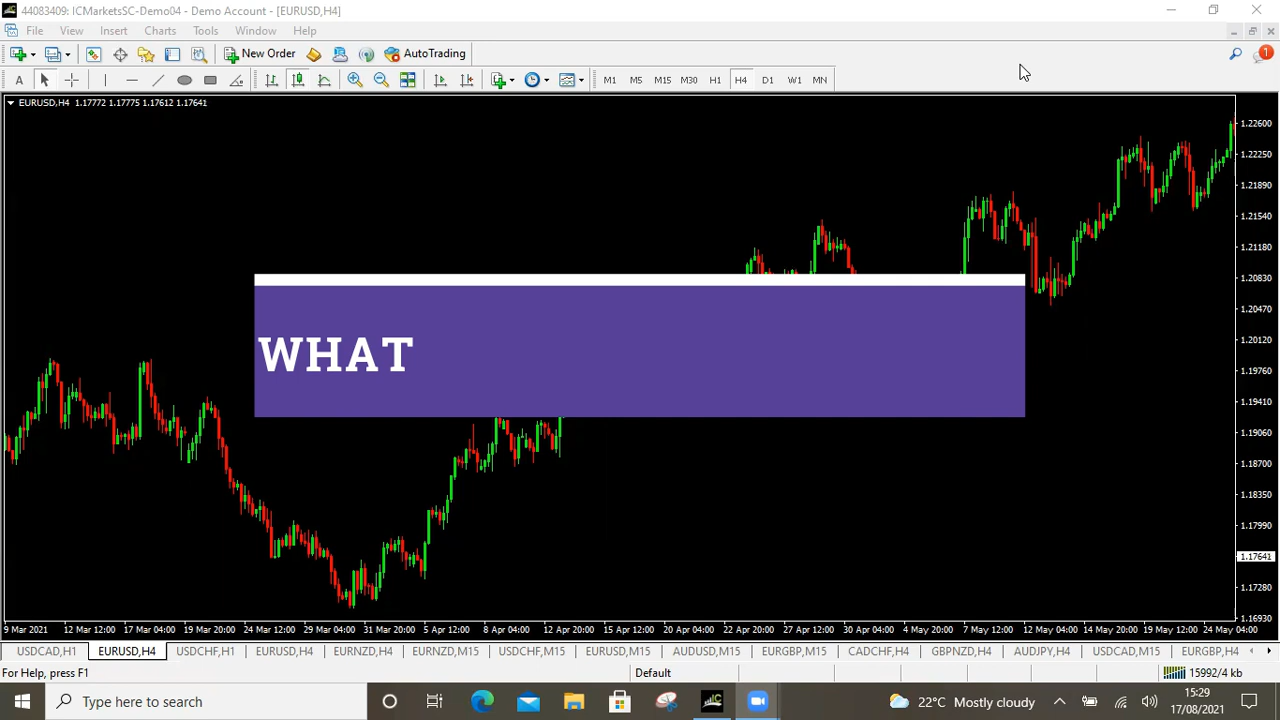 44083409: ICMarketsSC-Demo04 - Demo Account - [EURUSD,H4]
File View Insert Charts Tools Window Help
New Order AutoTrading 1
A M1 M5 M15 M30 H1 H4 D1 W1 MN
EURUSD,H4 1.17772 1.17775 1.17612 1.17641
1.22600
1.22250
1.21890
1.21540
1.21180
1.20830
1.20470
1.20120
1.19760
1.19410
1.19060
1.18700
1.18350
1.17990
1.17641
1.17280
1.16930
WHAT
9 Mar 2021 12 Mar 12:00 17 Mar 04:00 19 Mar 20:00 24 Mar 12:00 29 Mar 04:00 31 Mar 20:00 5 Apr 12:00 8 Apr 04:00 12 Apr 20:00 15 Apr 12:00 20 Apr 04:00 22 Apr 20:00 27 Apr 12:00 30 Apr 04:00 4 May 20:00 7 May 12:00 12 May 04:00 14 May 20:00 19 May 12:00 24 May 04:00
USDCAD,H1 EURUSD,H4 USDCHF,H1 EURUSD,H4 EURNZD,H4 EURNZD,M15 USDCHF,M15 EURUSD,M15 AUDUSD,M15 EURGBP,M15 CADCHF,H4 GBPNZD,H4 AUDJPY,H4 USDCAD,M15 EURGBP,H4
For Help, press F1 Default 15992/4 kb
Type here to search 22°C Mostly cloudy 15:29
17/08/2021